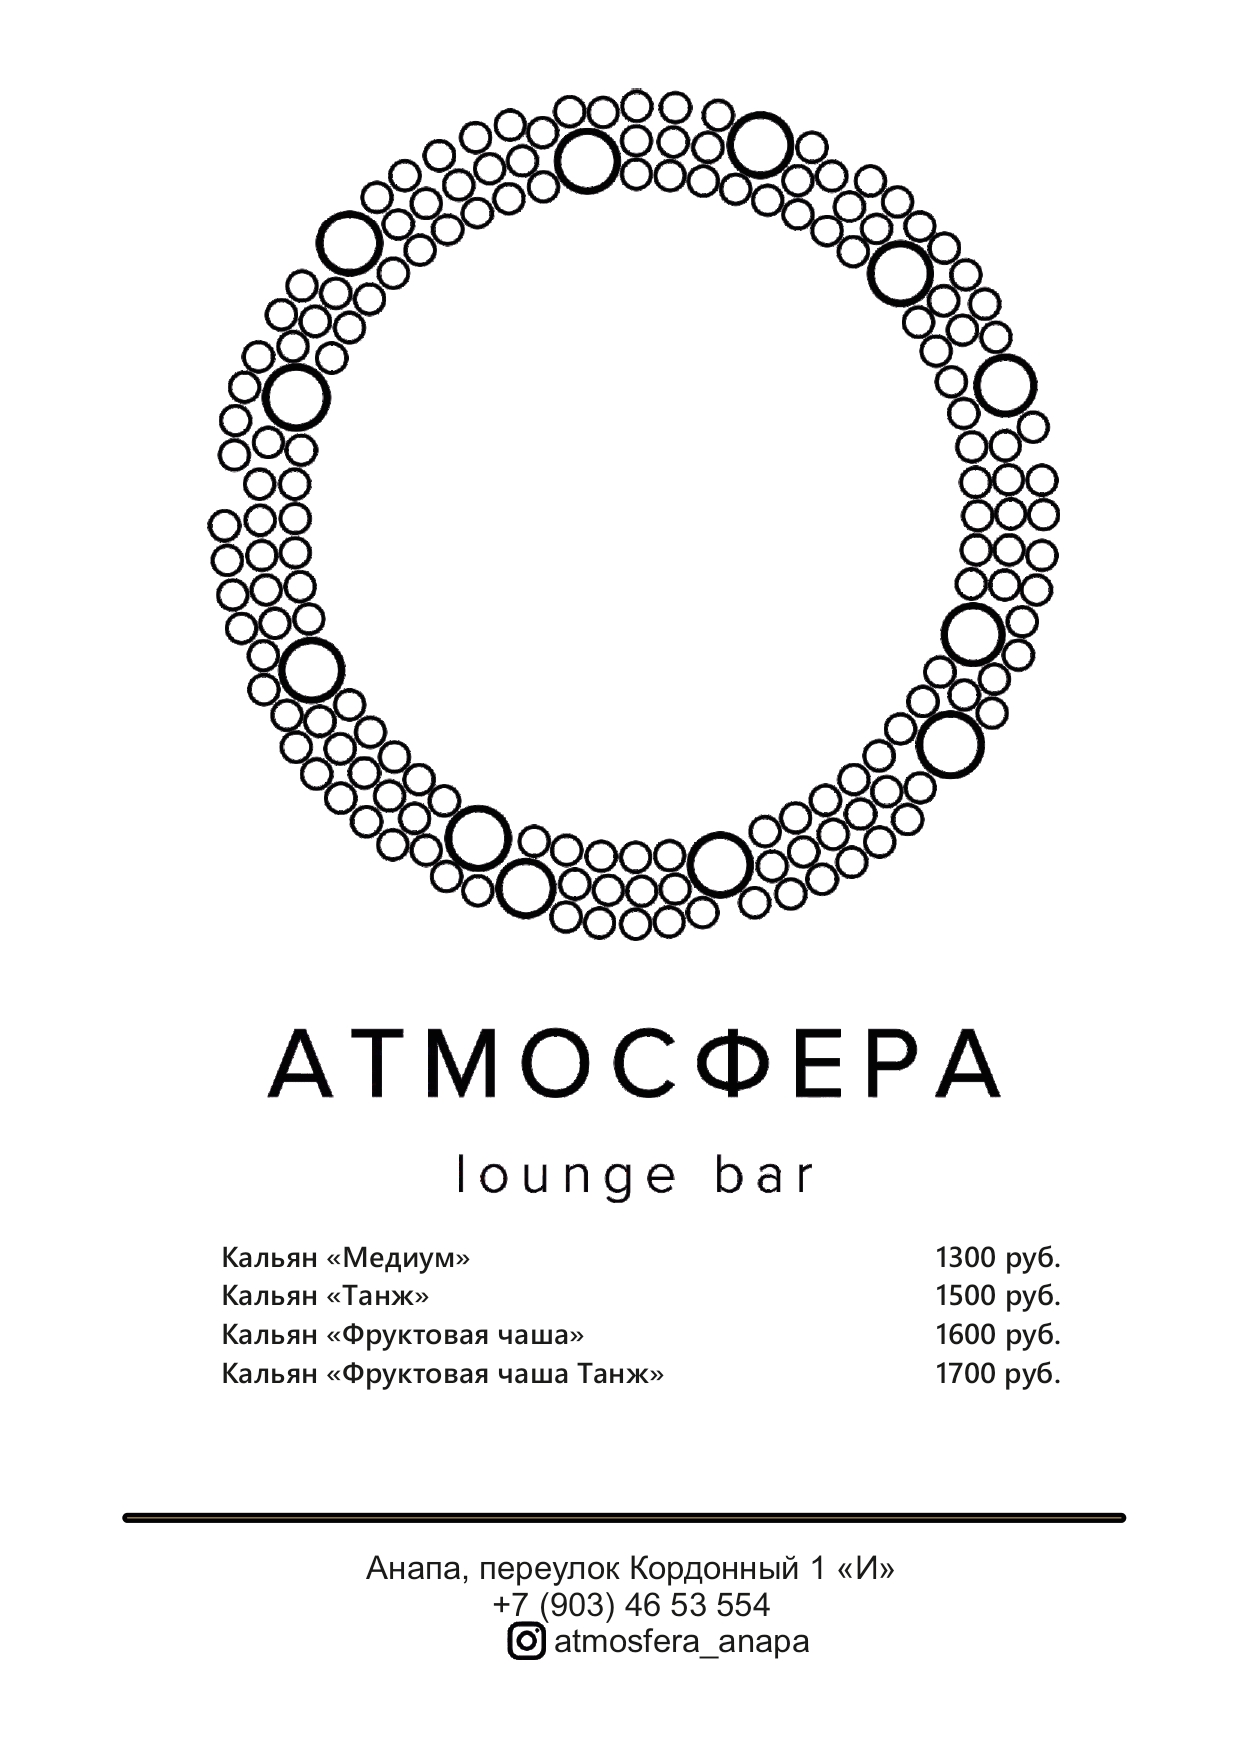 АТМОСФЕРА
lounge bar
Кальян «Медиум» 1300 руб.
Кальян «Танж» 1500 руб.
Кальян «Фруктовая чаша» 1600 руб.
Кальян «Фруктовая чаша Танж» 1700 руб.
Анапа, переулок Кордонный 1 «И»
+7 (903) 46 53 554
atmosfera_anapa